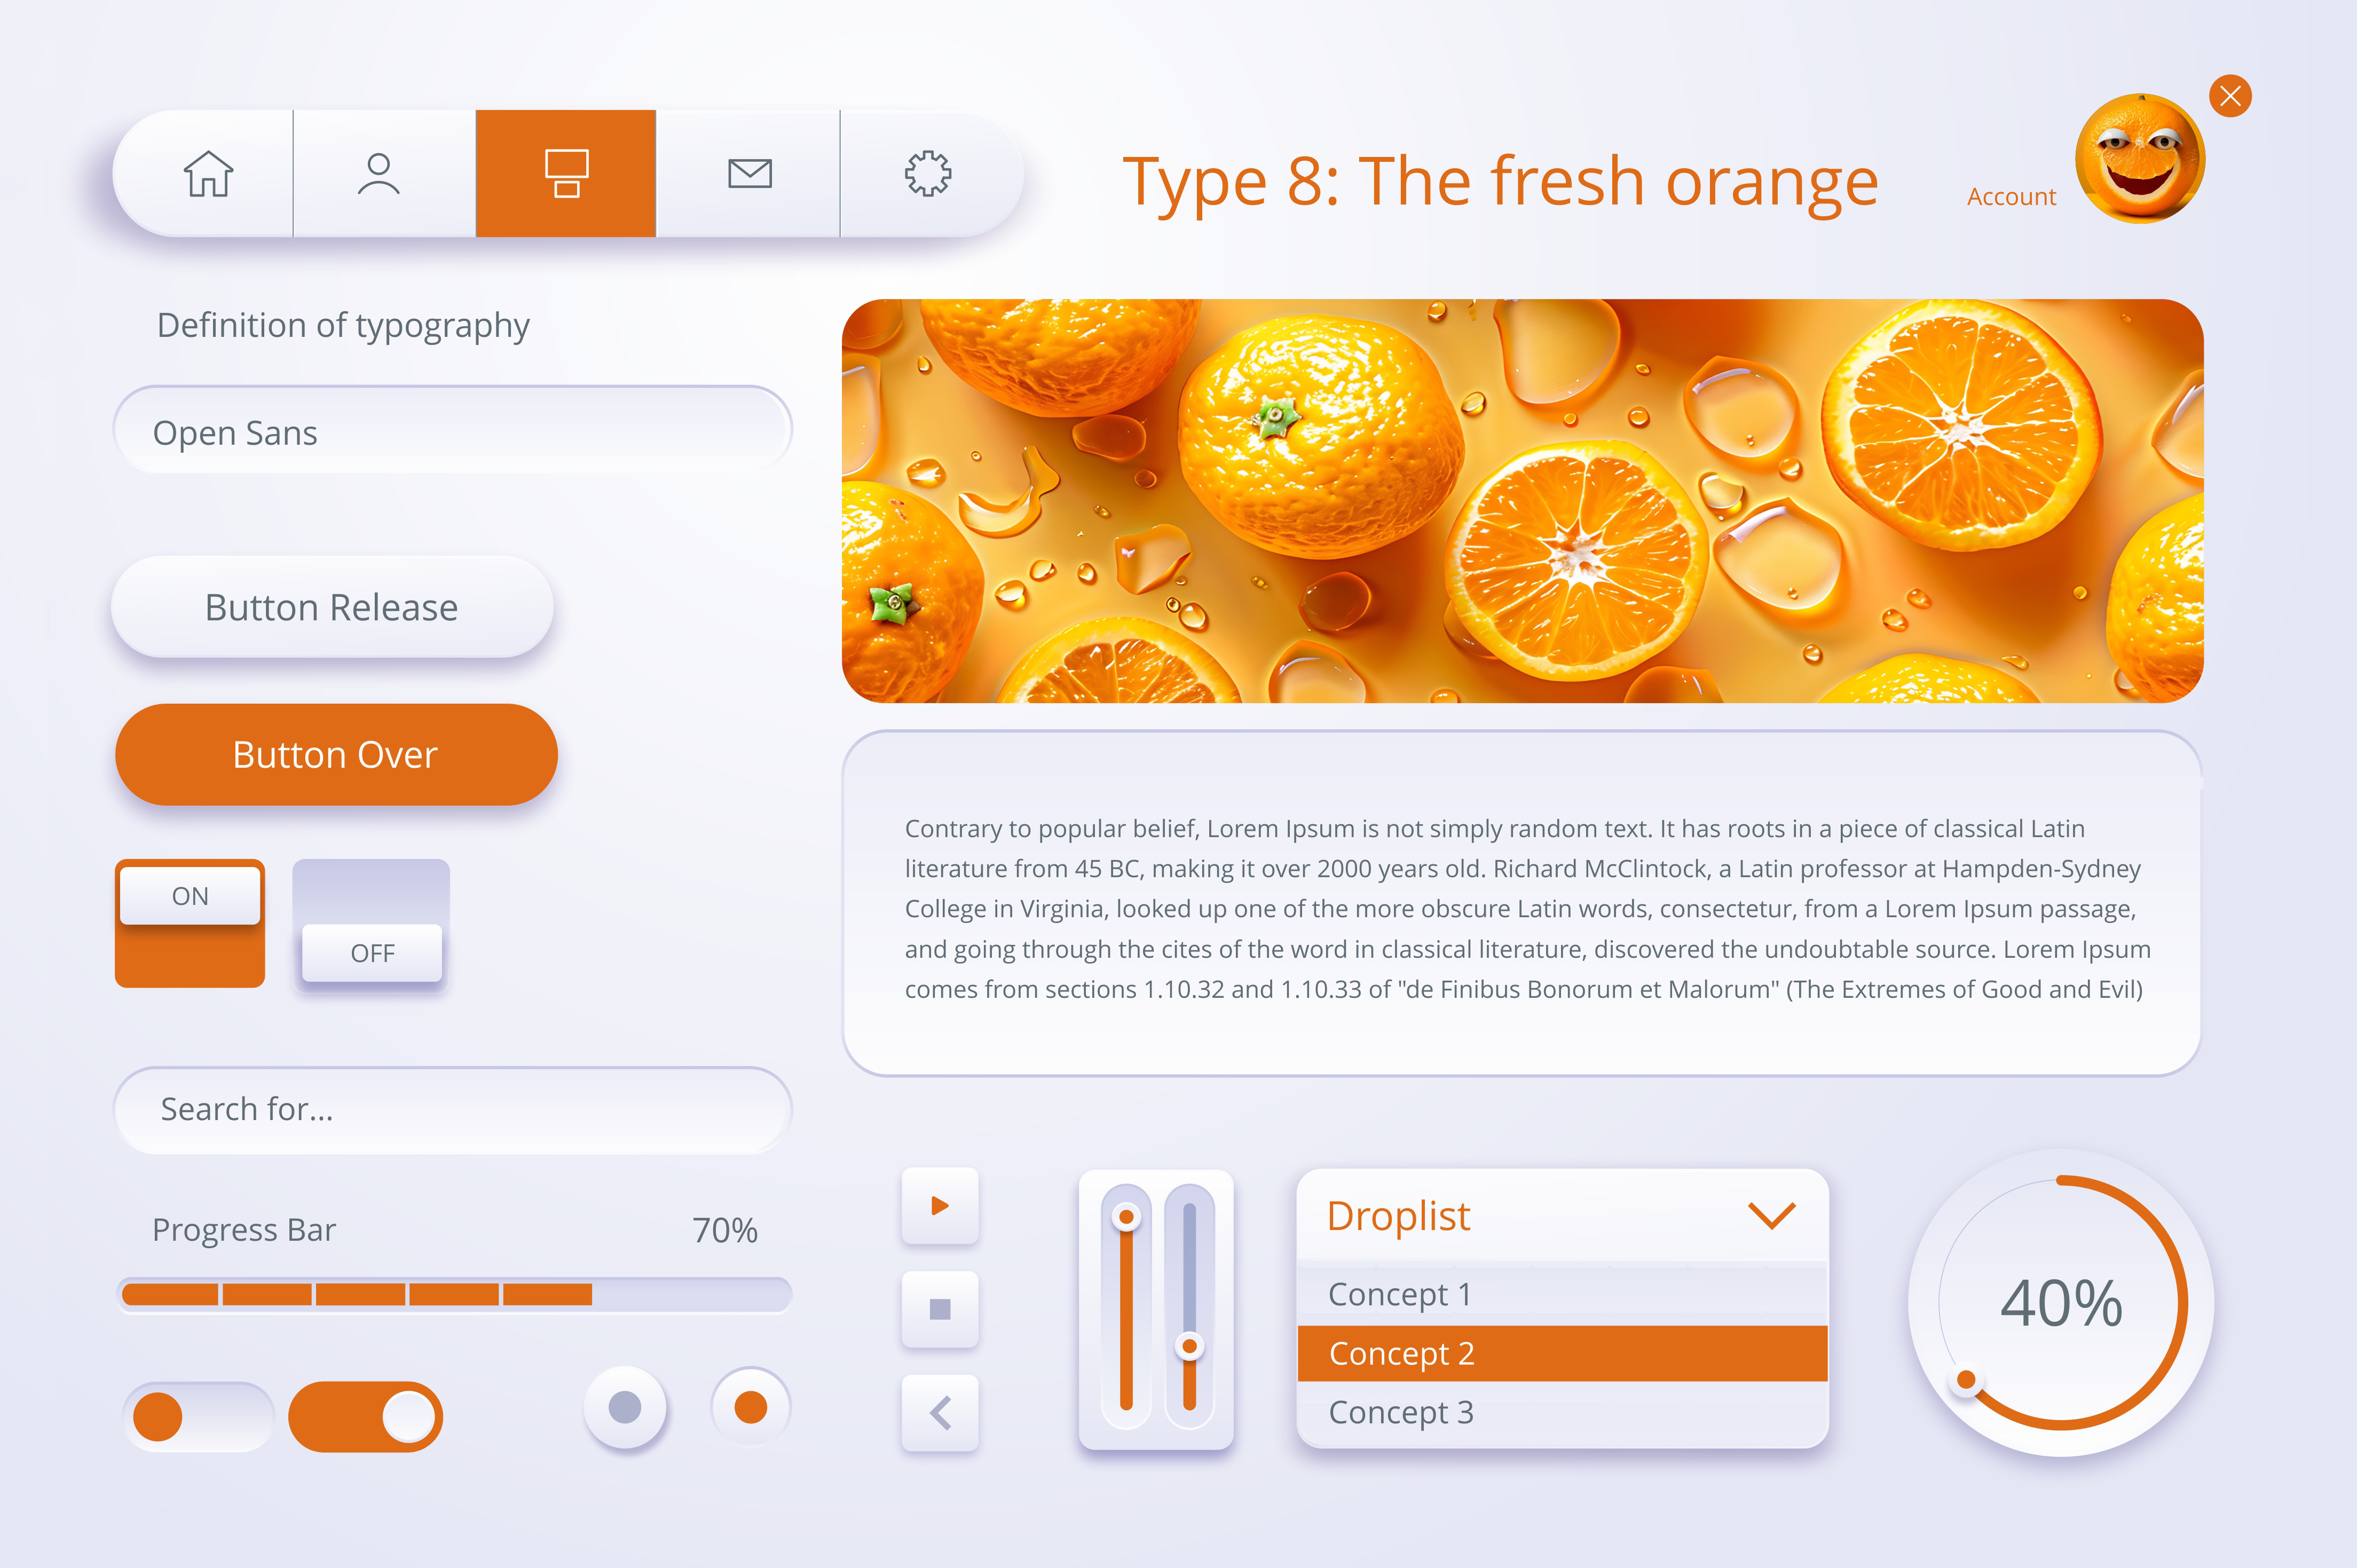 Type 8: The fresh orange
Account
Definition of typography
Open Sans
Button Release
Button Over
ON
OFF
Contrary to popular belief, Lorem Ipsum is not simply random text. It has roots in a piece of classical Latin
literature from 45 BC, making it over 2000 years old. Richard McClintock, a Latin professor at Hampden-Sydney
College in Virginia, looked up one of the more obscure Latin words, consectetur, from a Lorem Ipsum passage,
and going through the cites of the word in classical literature, discovered the undoubtable source. Lorem Ipsum
comes from sections 1.10.32 and 1.10.33 of "de Finibus Bonorum et Malorum" (The Extremes of Good and Evil)
Search for...
Progress Bar
70%
Droplist
Concept 1
Concept 2
Concept 3
40%